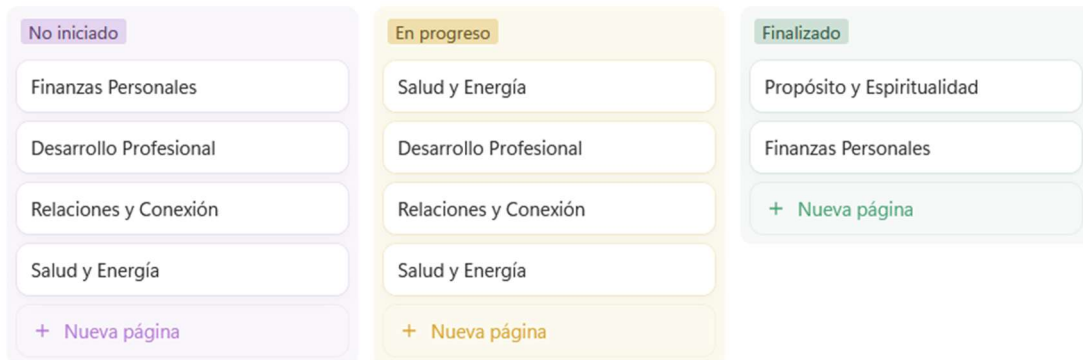 No iniciado
Finanzas Personales
Desarrollo Profesional
Relaciones y Conexión
Salud y Energía
+ Nueva página
En progreso
Salud y Energía
Desarrollo Profesional
Relaciones y Conexión
Salud y Energía
+ Nueva página
Finalizado
Propósito y Espiritualidad
Finanzas Personales
+ Nueva página